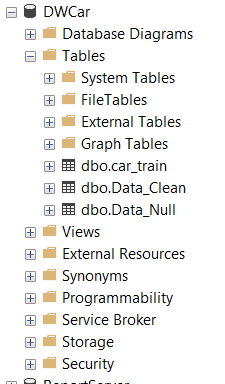 DWCar
Database Diagrams
Tables
System Tables
FileTables
External Tables
Graph Tables
dbo.car_train
dbo.Data_Clean
dbo.Data_Null
Views
External Resources
Synonyms
Programmability
Service Broker
Storage
Security